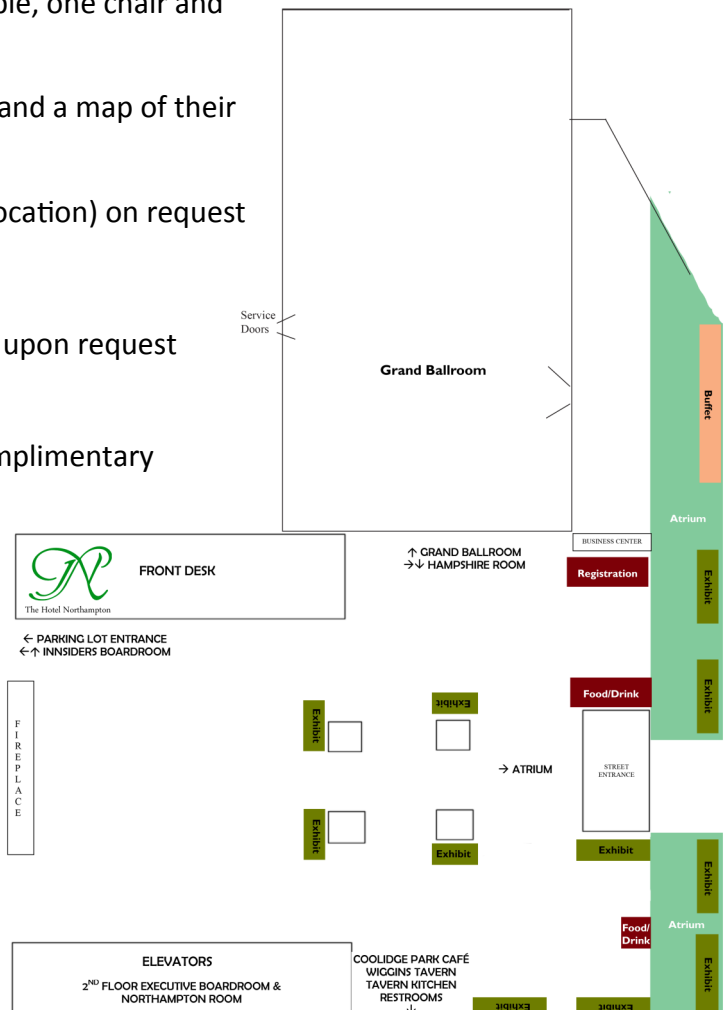 ble, one chair and
and a map of their
ocation) on request
upon request
mplimentary
Service
Doors
Grand Ballroom
Buffet
Atrium
BUSINESS CENTER
↑ GRAND BALLROOM
→↓ HAMPSHIRE ROOM
Registration
Exhibit
The Hotel Northampton
FRONT DESK
← PARKING LOT ENTRANCE
←↑ INNSIDERS BOARDROOM
FIREPLACE
Exhibit
Exhibit
Food/Drink
Exhibit
→ ATRIUM
STREET
ENTRANCE
Exhibit
Exhibit
Exhibit
Exhibit
Food/
Drink
Atrium
Exhibit
ELEVATORS
2ND FLOOR EXECUTIVE BOARDROOM &
NORTHAMPTON ROOM
COOLIDGE PARK CAFÉ
WIGGINS TAVERN
TAVERN KITCHEN
RESTROOMS
↓
Exhibit
Exhibit